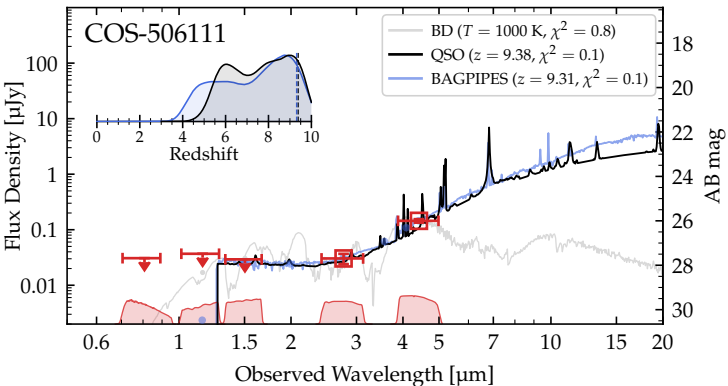 COS-506111
BD (T = 1000 K, χ² = 0.8)
QSO (z = 9.38, χ² = 0.1)
BAGPIPES (z = 9.31, χ² = 0.1)
0 2 4 6 8 10
Redshift
100
10
1
0.1
0.01
Flux Density [µJy]
18
20
22
24
26
28
30
AB mag
0.6 1 1.5 2 3 4 5 7 10 15 20
Observed Wavelength [µm]